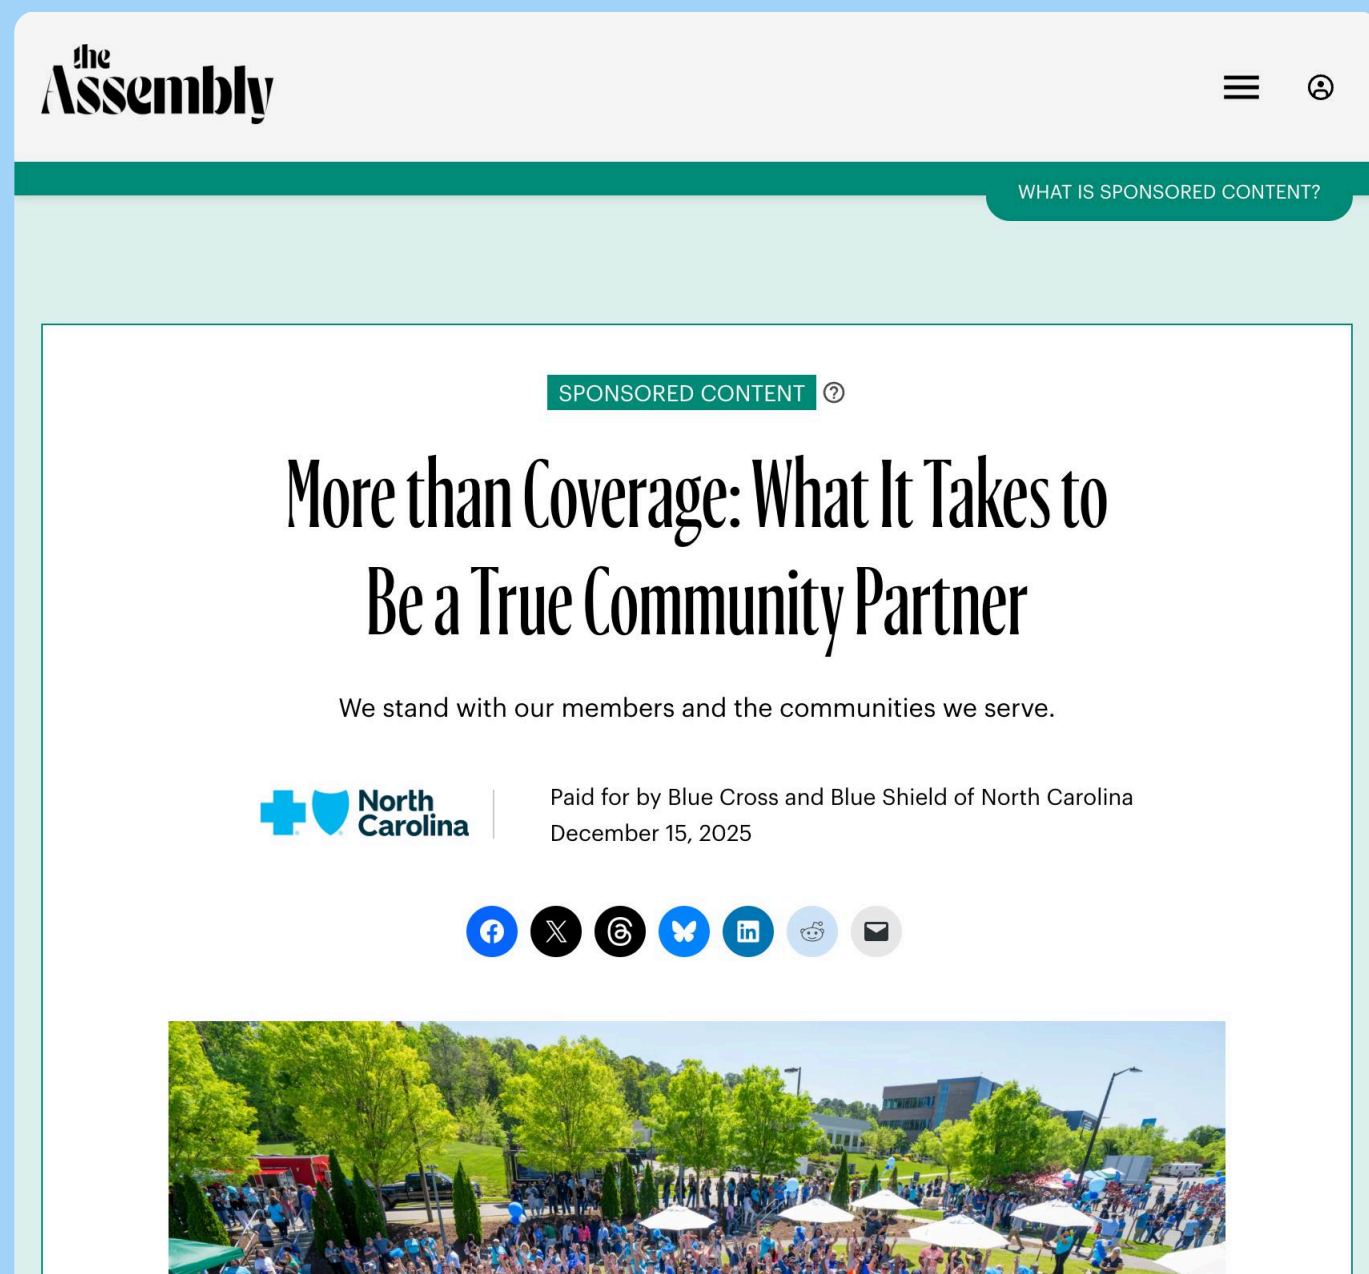 the
Assembly
WHAT IS SPONSORED CONTENT?
SPONSORED CONTENT
More than Coverage: What It Takes to
Be a True Community Partner
We stand with our members and the communities we serve.
North
Carolina
Paid for by Blue Cross and Blue Shield of North Carolina
December 15, 2025